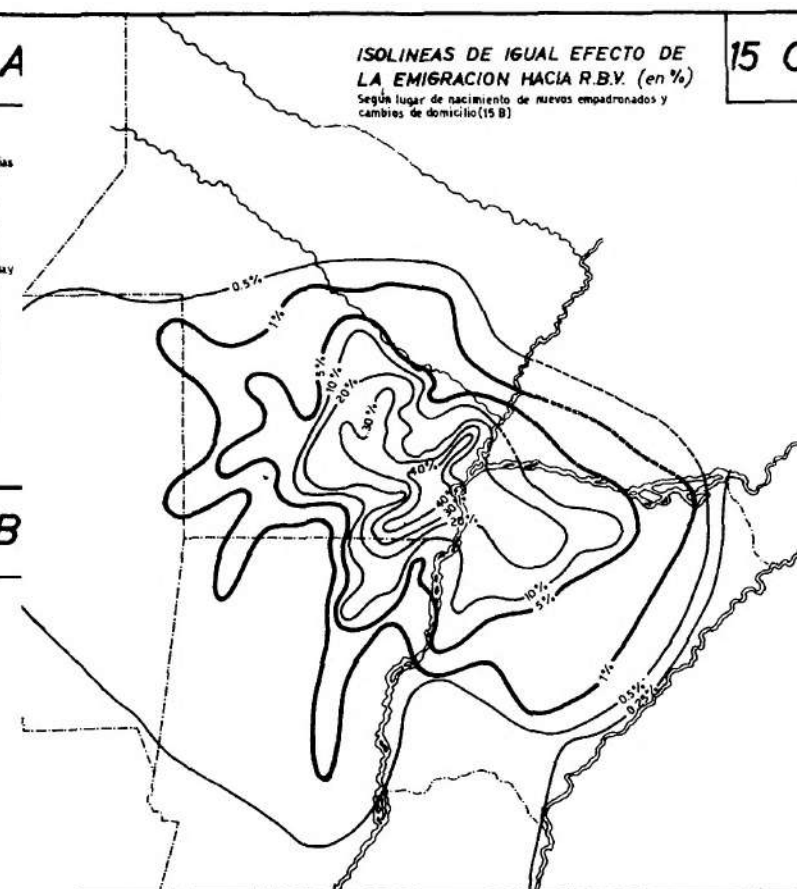 A
ISOLINEAS DE IGUAL EFECTO DE
LA EMIGRACION HACIA R.B.V. (en %)
Según lugar de nacimiento de nuevos empadronados y
cambios de domicilio (15 B)
15
B
0.5%
1%
5%
10%
20%
30%
40%
40%
30%
20%
10%
5%
1%
0.5%
0.25%